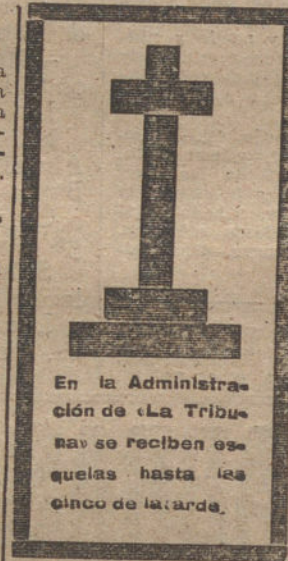 En la Administra-
ción de «La Tribu-
na» se reciben es-
quelas hasta las
cinco de la tarde.